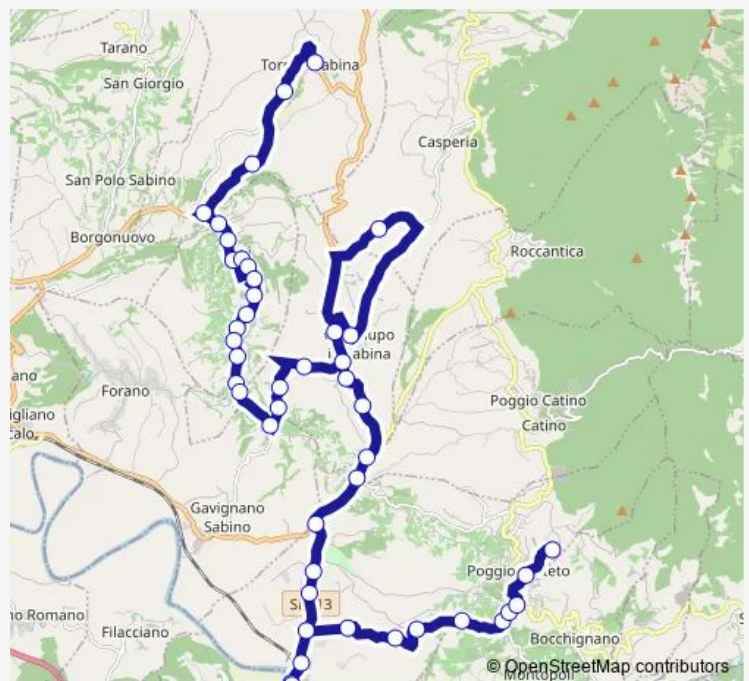 Tarano
San Giorgio
Casperia
San Polo Sabino
Borgonuovo
Roccantica
Forano
Poggio Catino
Catino
Gavignano
Sabino
Poggio
Filacciano
Bocchignano
© OpenStreetMap contributors